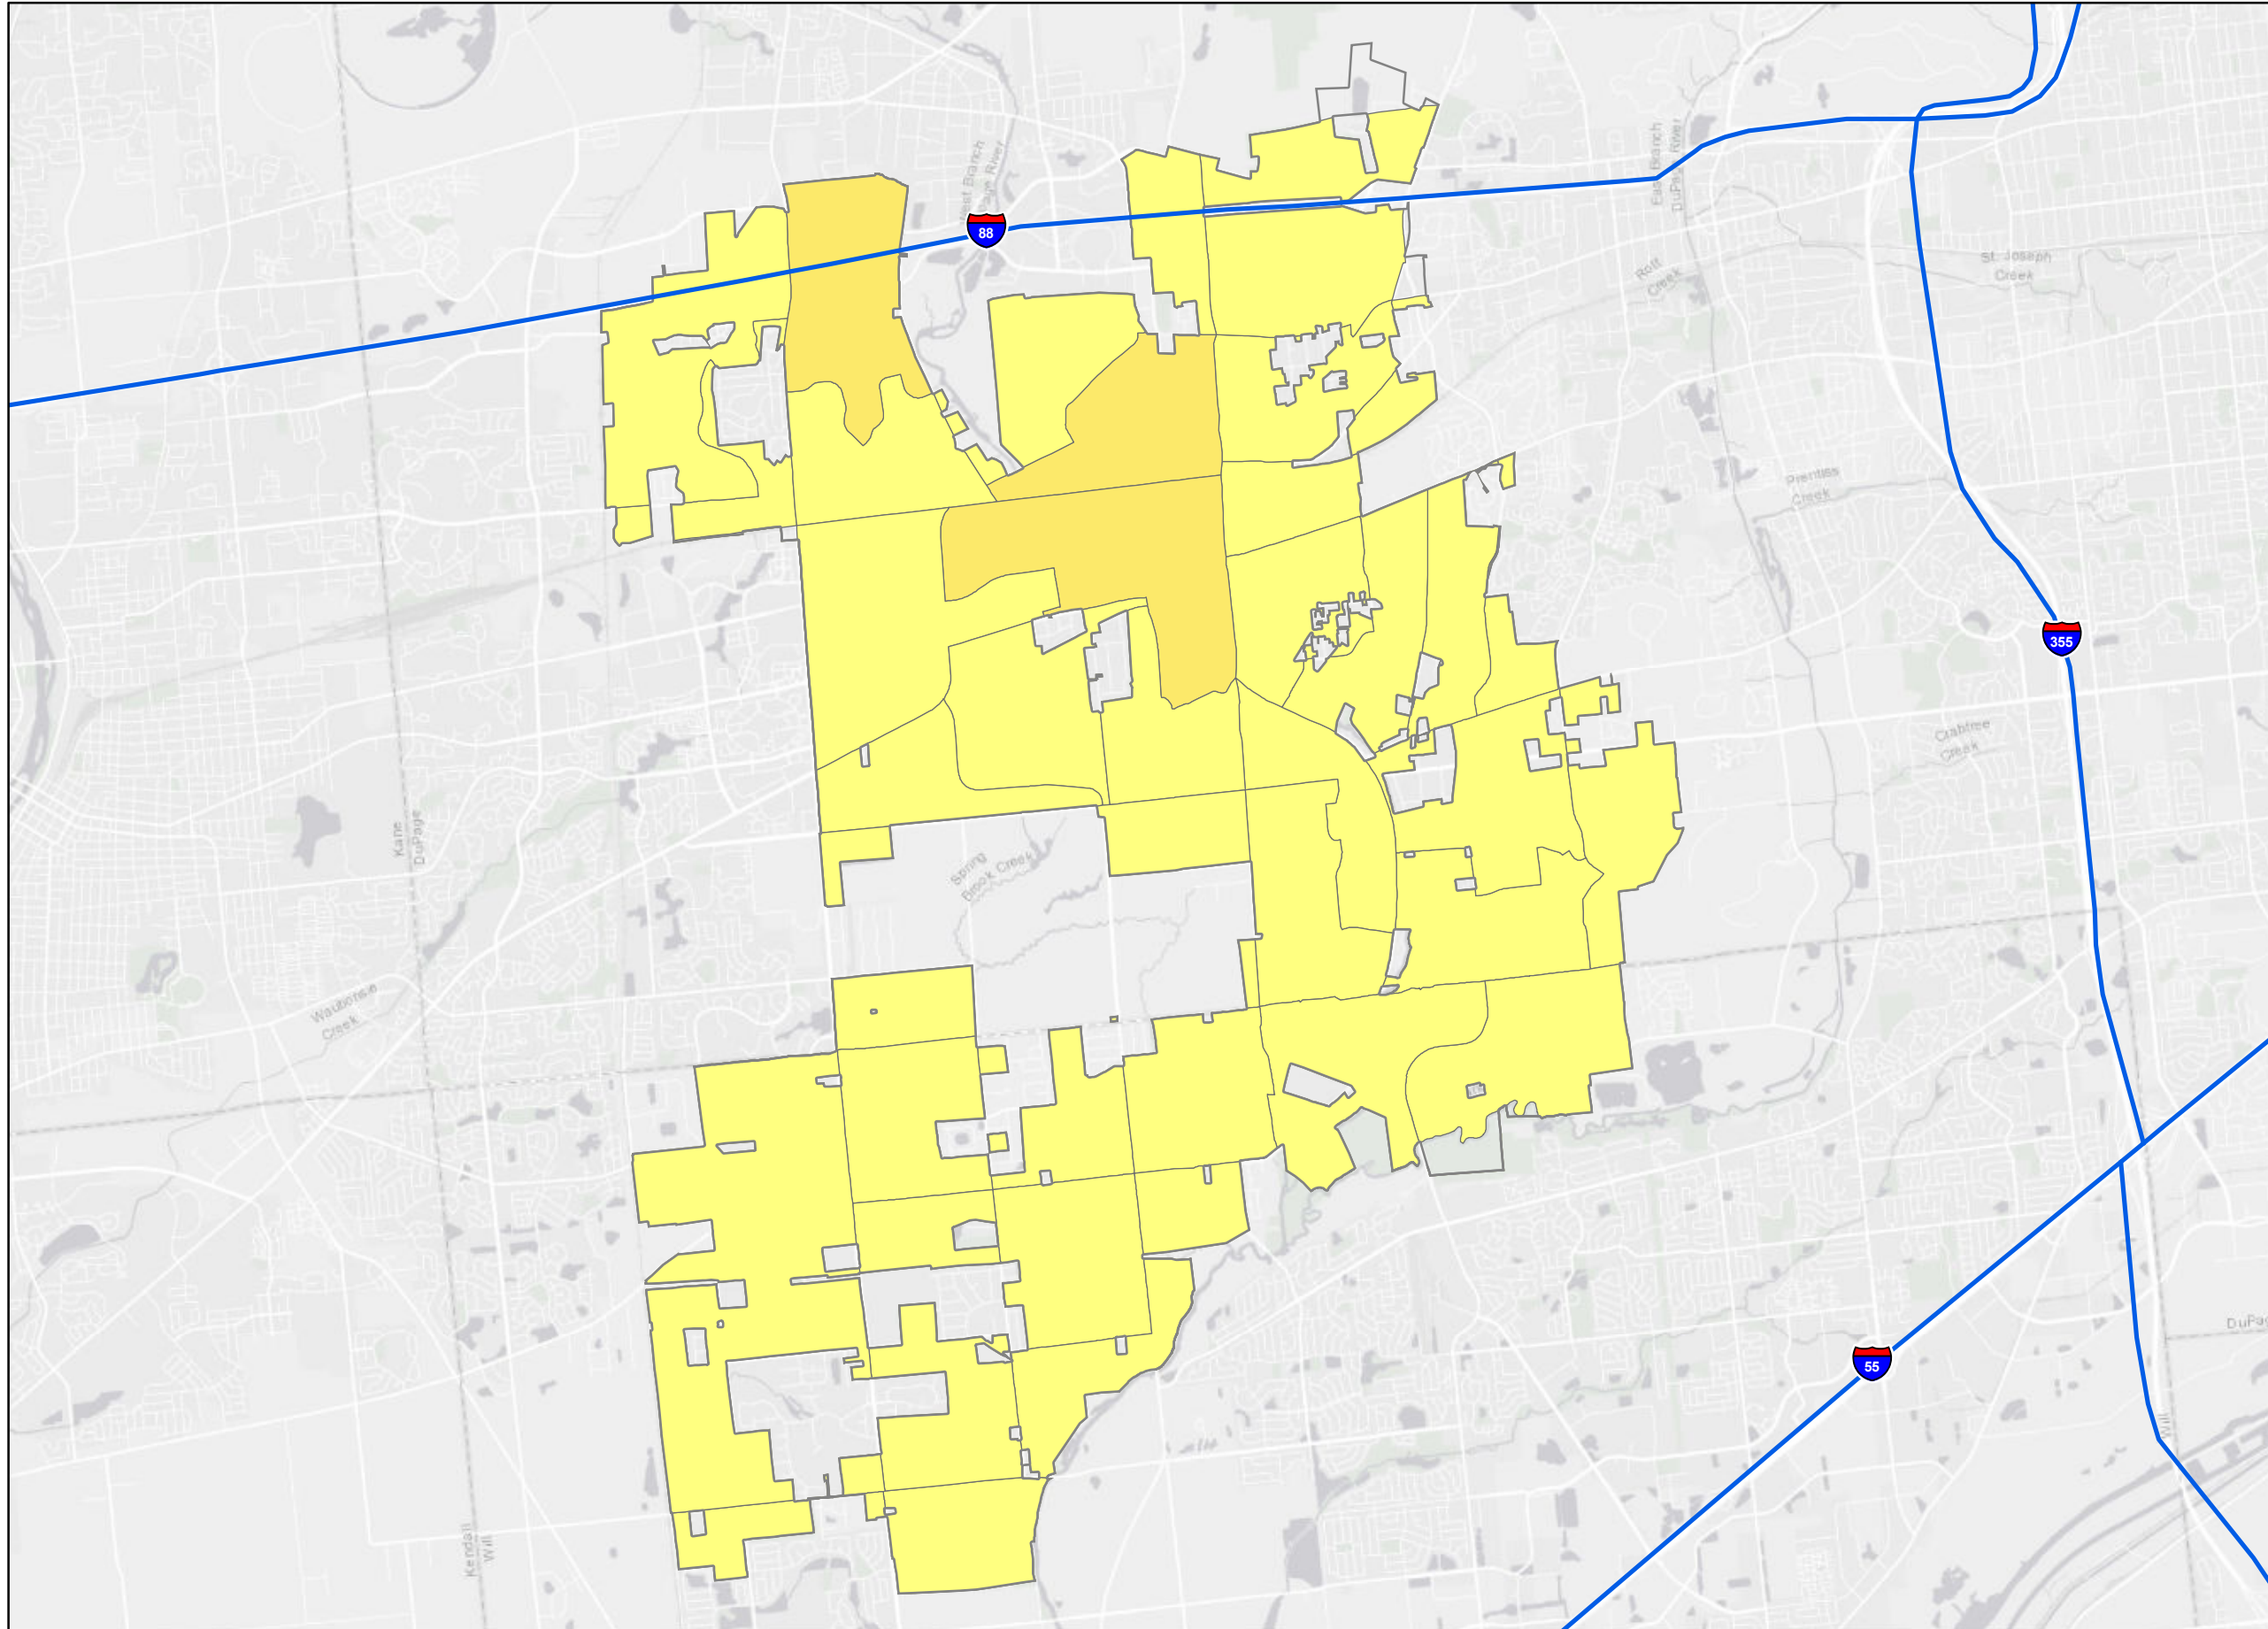 West Branch
DuPage River
88
East Branch
DuPage River
St. Joseph
Creek
Rott
Creek
Prentiss
Creek
355
Crabtree
Creek
Kane
DuPage
Spring
Brook Creek
Waubonsie
Creek
55
Will
Kendall
Will